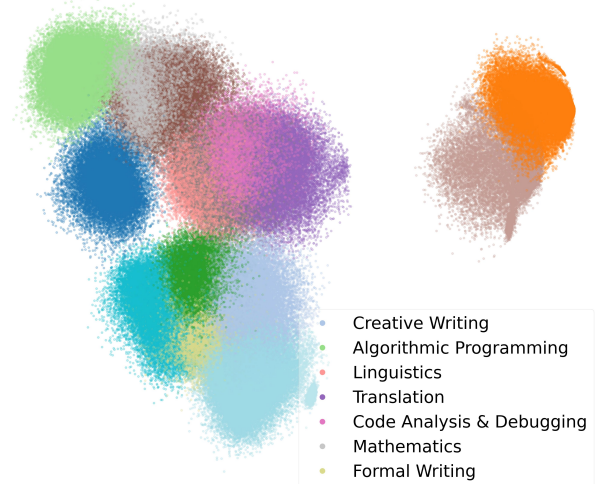 Creative Writing
Algorithmic Programming
Linguistics
Translation
Code Analysis & Debugging
Mathematics
Formal Writing